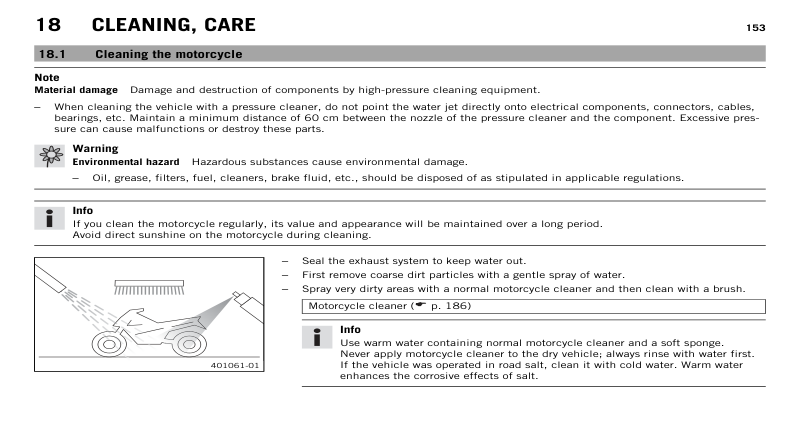 18 CLEANING, CARE 153
18.1 Cleaning the motorcycle
Note
Material damage Damage and destruction of components by high-pressure cleaning equipment.
– When cleaning the vehicle with a pressure cleaner, do not point the water jet directly onto electrical components, connectors, cables,
bearings, etc. Maintain a minimum distance of 60 cm between the nozzle of the pressure cleaner and the component. Excessive pres-
sure can cause malfunctions or destroy these parts.
Warning
Environmental hazard Hazardous substances cause environmental damage.
– Oil, grease, filters, fuel, cleaners, brake fluid, etc., should be disposed of as stipulated in applicable regulations.
Info
If you clean the motorcycle regularly, its value and appearance will be maintained over a long period.
Avoid direct sunshine on the motorcycle during cleaning.
– Seal the exhaust system to keep water out.
– First remove coarse dirt particles with a gentle spray of water.
– Spray very dirty areas with a normal motorcycle cleaner and then clean with a brush.
Motorcycle cleaner (☛ p. 186)
Info
Use warm water containing normal motorcycle cleaner and a soft sponge.
Never apply motorcycle cleaner to the dry vehicle; always rinse with water first.
If the vehicle was operated in road salt, clean it with cold water. Warm water
enhances the corrosive effects of salt.
401061-01